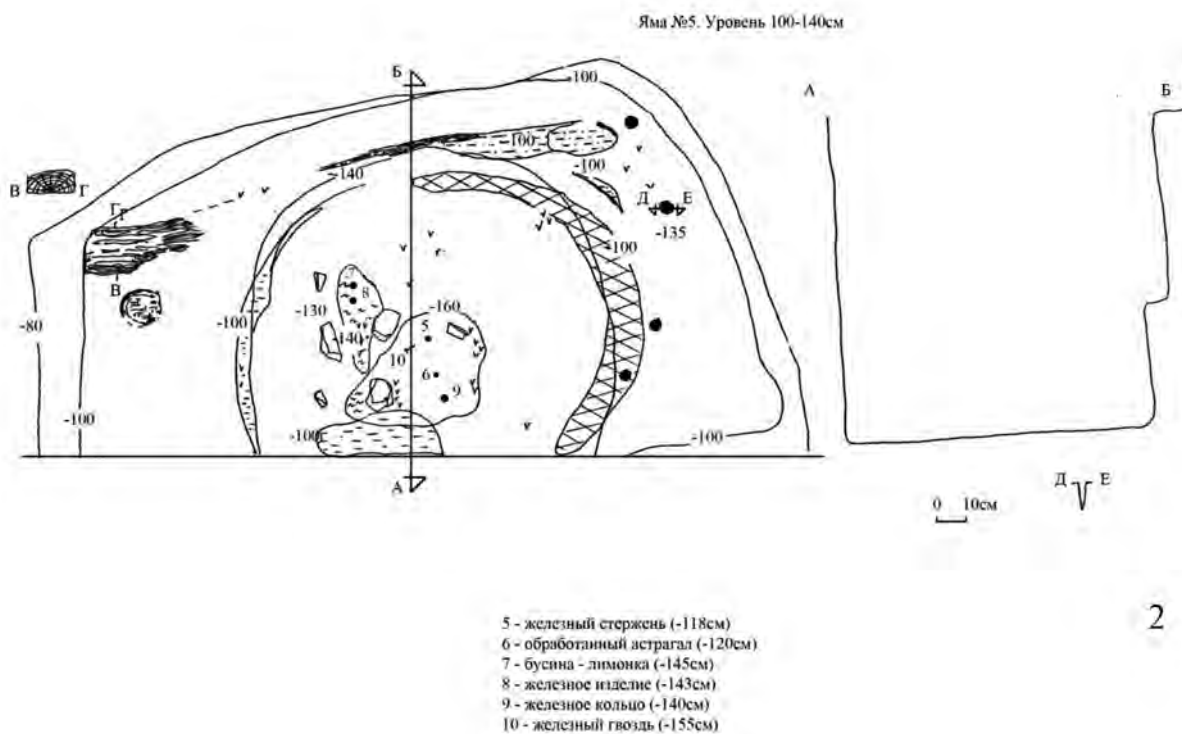 Яма №5. Уровень 100-140см
Б
-100
А
Б
100
-140
-100
В Г
Г
Д Е
-135
-100
В
7
8
-130
-160
-80
-100
5
-140
10
6
9
-100
-100
-100
А
Д Е
0 10см
2
5 - железный стержень (-118см)
6 - обработанный астрагал (-120см)
7 - бусина - лимонка (-145см)
8 - железное изделие (-143см)
9 - железное кольцо (-140см)
10 - железный гвоздь (-155см)